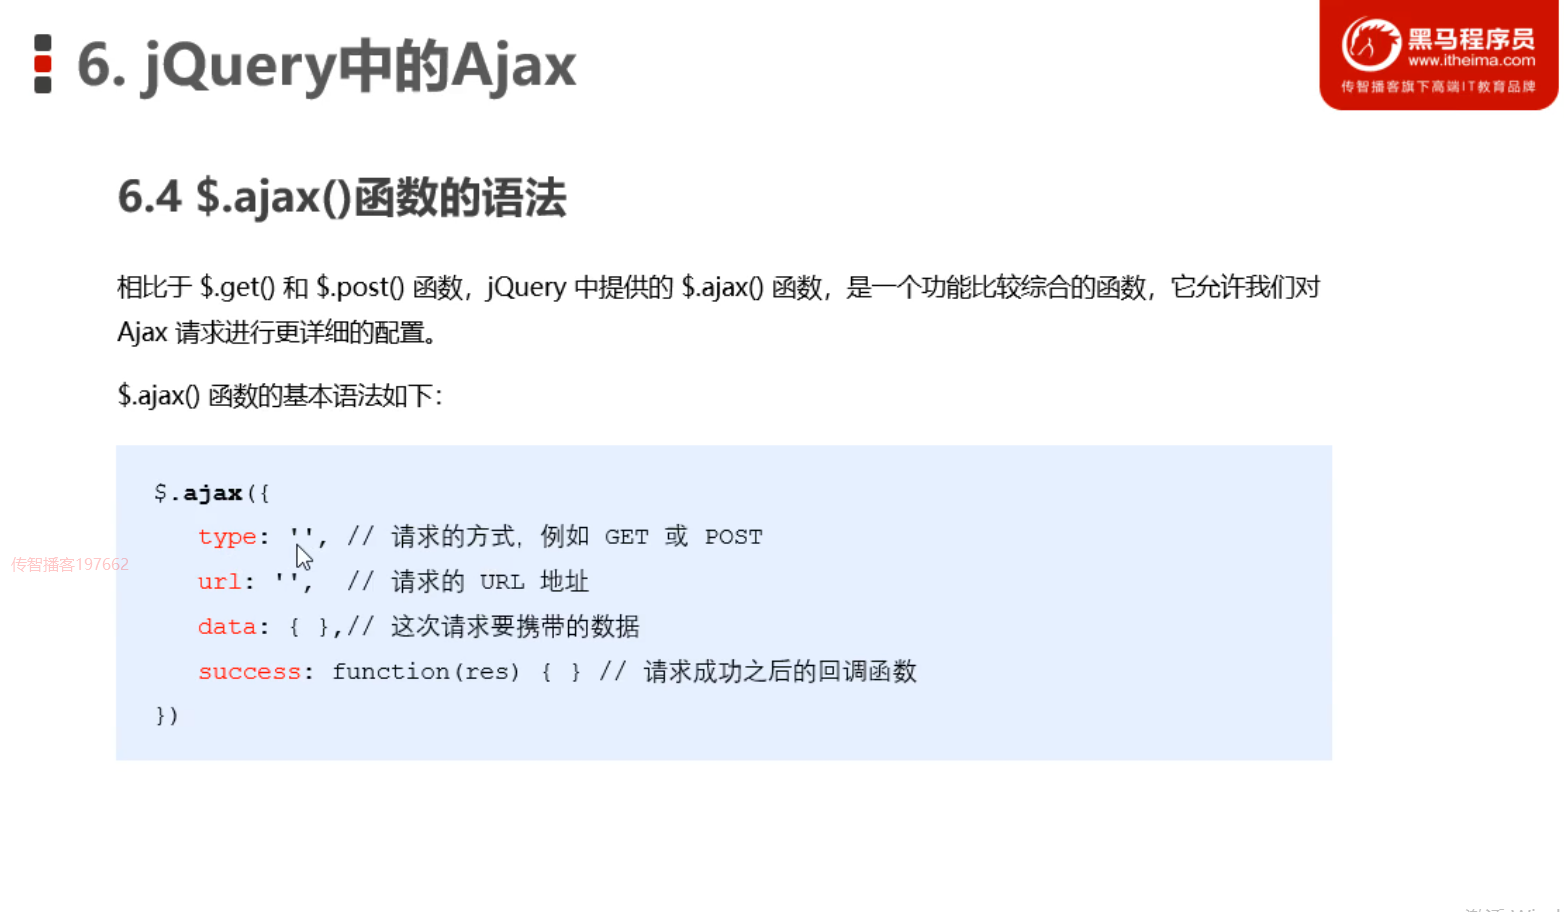 6. jQuery中的Ajax
黑马程序员
www.itheima.com
传智播客旗下高端IT教育品牌
6.4 $.ajax()函数的语法
相比于 $.get() 和 $.post() 函数，jQuery 中提供的 $.ajax() 函数，是一个功能比较综合的函数，它允许我们对
Ajax 请求进行更详细的配置。
$.ajax() 函数的基本语法如下：
$.ajax({
type: '', // 请求的方式，例如 GET 或 POST
传智播客197662
url: '', // 请求的 URL 地址
data: { },// 这次请求要携带的数据
success: function(res) { } // 请求成功之后的回调函数
})